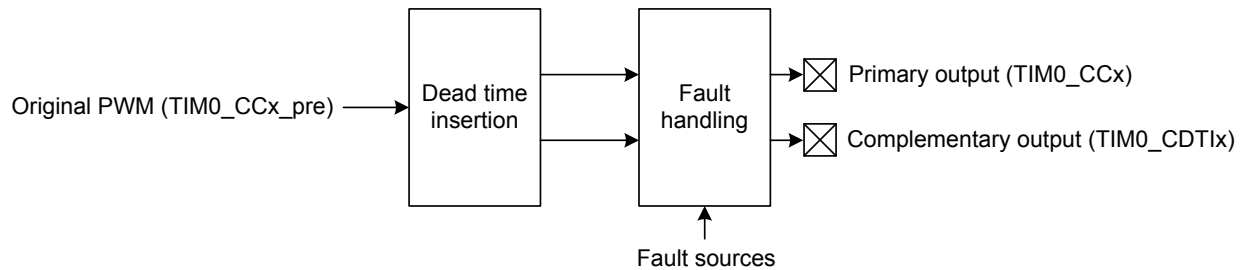 Original PWM (TIM0_CCx_pre)
Dead time
insertion
Fault
handling
Primary output (TIM0_CCx)
Complementary output (TIM0_CDTIx)
Fault sources